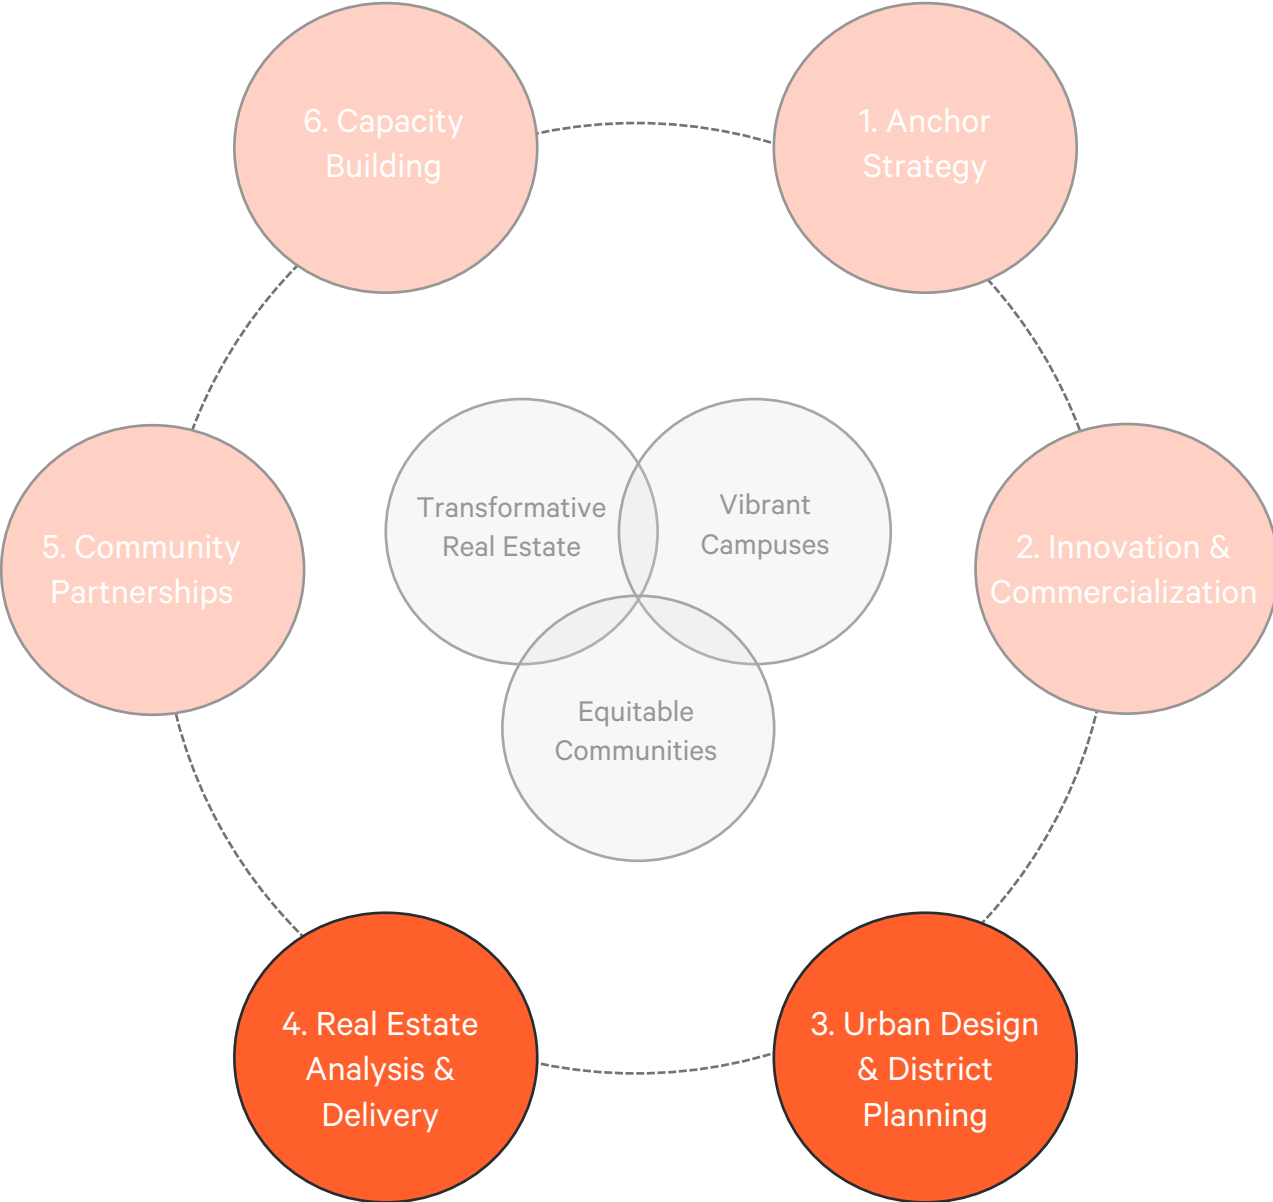 6. Capacity
Building
1. Anchor
Strategy
Transformative
Real Estate
Vibrant
Campuses
5. Community
Partnerships
2. Innovation &
Commercialization
Equitable
Communities
4. Real Estate
Analysis &
Delivery
3. Urban Design
& District
Planning